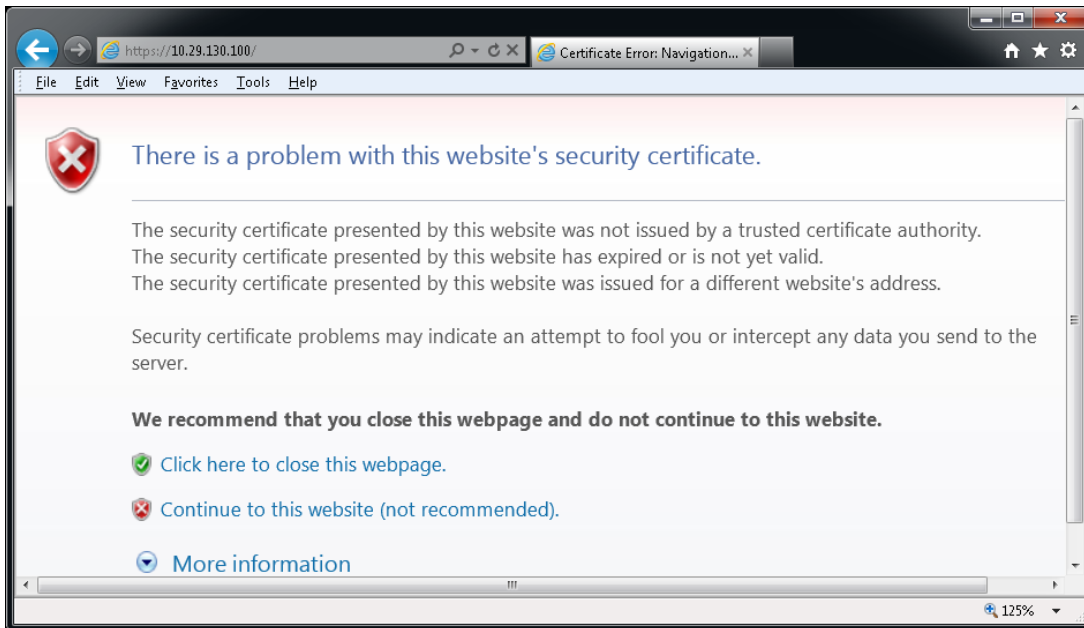 https://10.29.130.100/
Certificate Error: Navigation...
File Edit View Favorites Tools Help
There is a problem with this website's security certificate.
The security certificate presented by this website was not issued by a trusted certificate authority.
The security certificate presented by this website has expired or is not yet valid.
The security certificate presented by this website was issued for a different website's address.
Security certificate problems may indicate an attempt to fool you or intercept any data you send to the
server.
We recommend that you close this webpage and do not continue to this website.
Click here to close this webpage.
Continue to this website (not recommended).
More information
125%